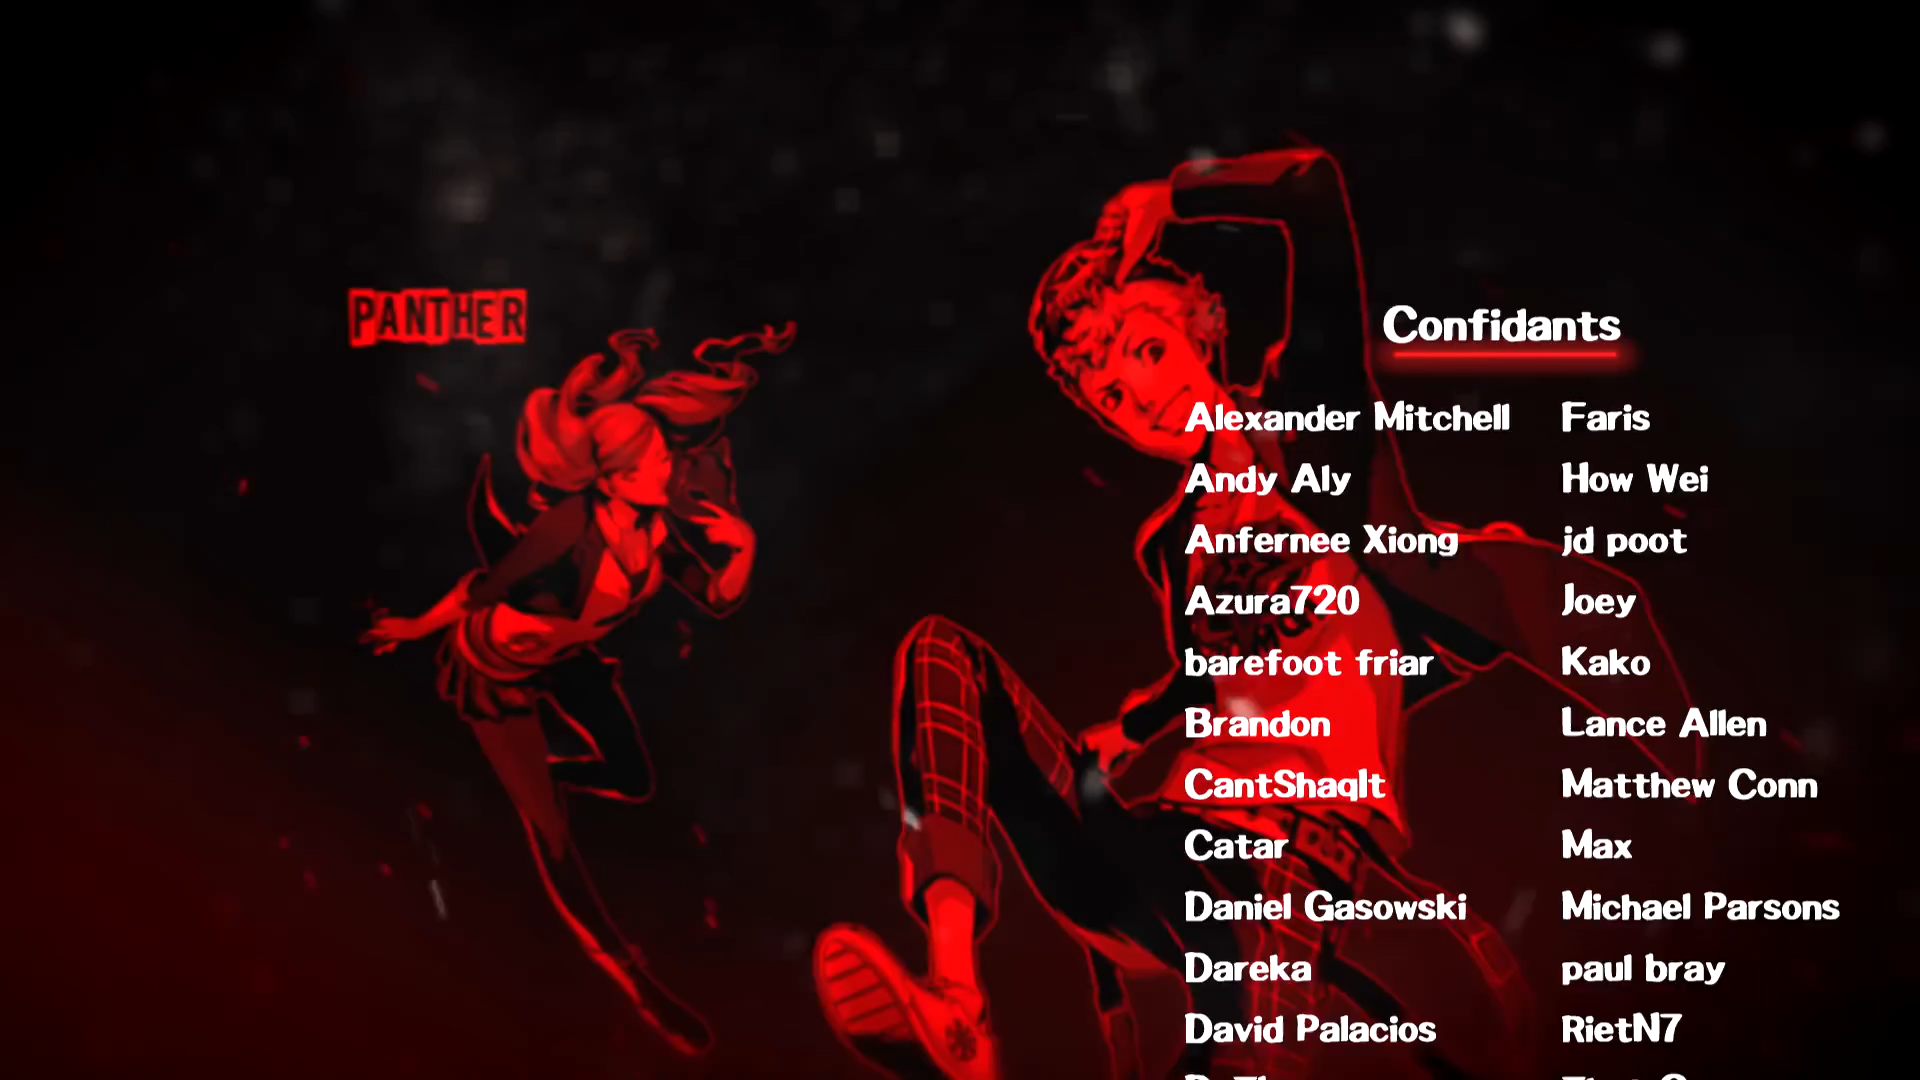 PANTHER
Confidants
Alexander Mitchell
Andy Aly
Anfernee Xiong
Azura720
barefoot friar
Brandon
CantShaqIt
Catar
Daniel Gasowski
Dareka
David Palacios
Faris
How Wei
jd poot
Joey
Kako
Lance Allen
Matthew Conn
Max
Michael Parsons
paul bray
RietN7